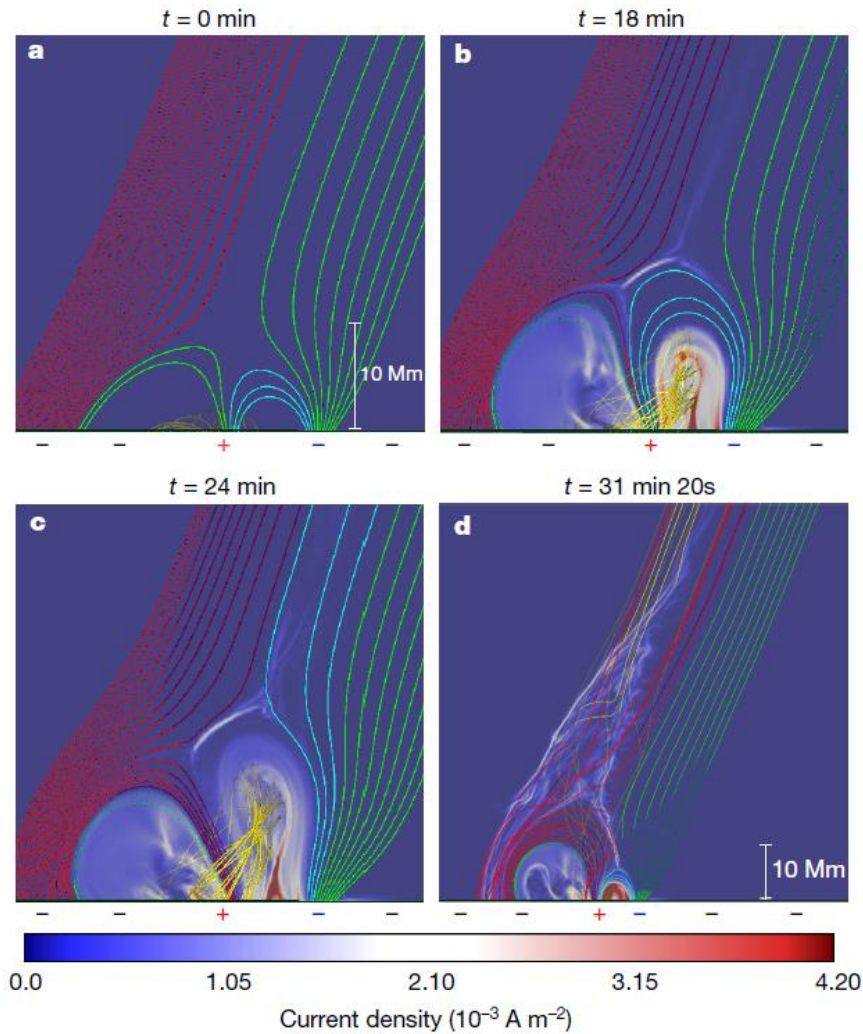 t = 0 min
t = 18 min
a
b
10 Mm
− − + − −
− − + − −
t = 24 min
t = 31 min 20s
c
d
10 Mm
− − + − −
− − + − − −
0.0 1.05 2.10 3.15 4.20
Current density (10⁻³ A m⁻²)